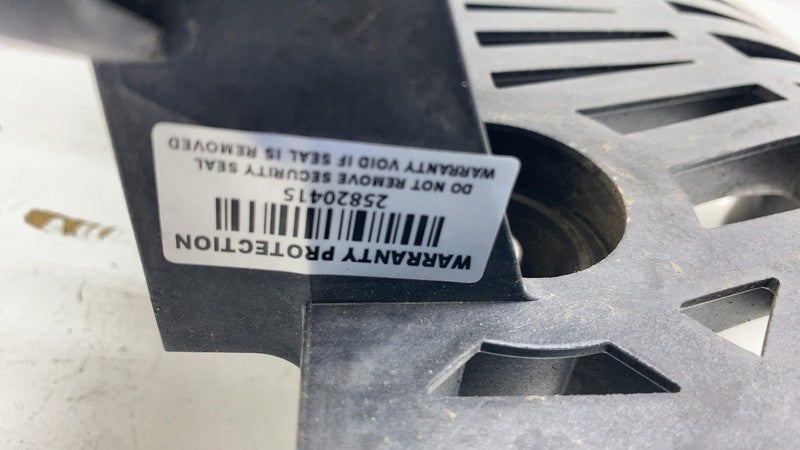 WARRANTY PROTECTION
25820415
DO NOT REMOVE SECURITY SEAL
WARRANTY VOID IF SEAL IS REMOVED